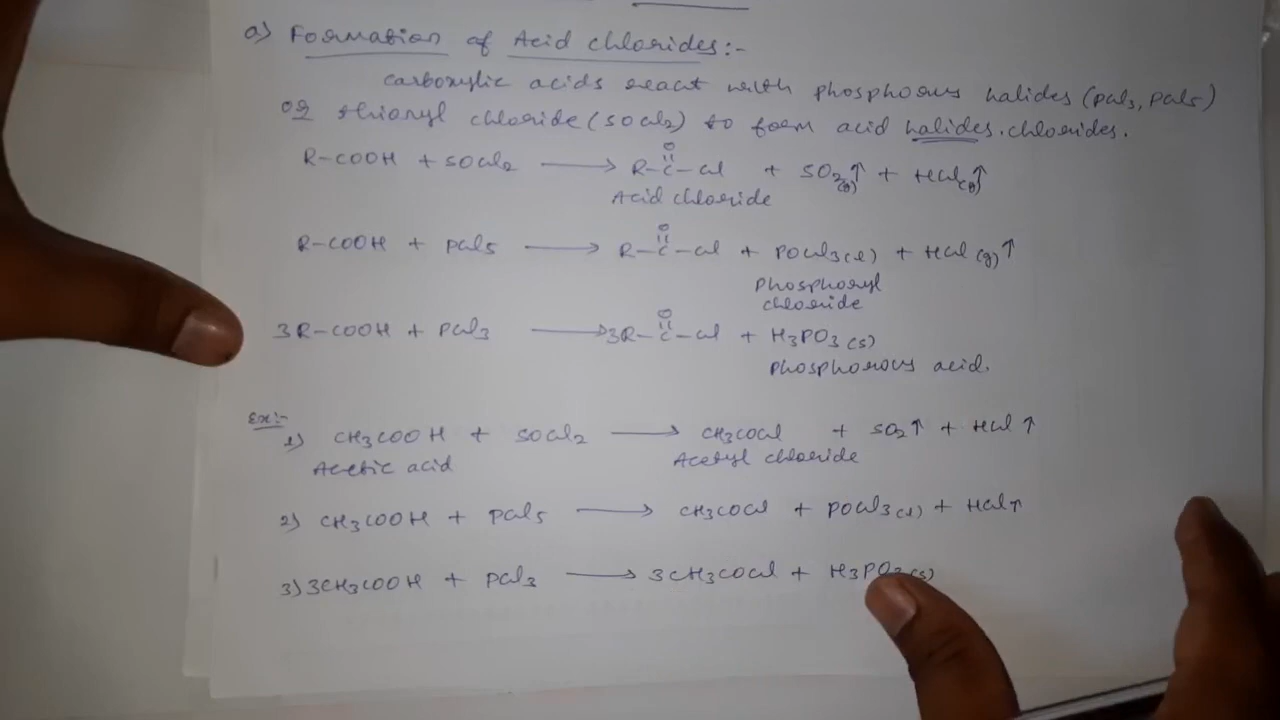 a) Formation of Acid chlorides:-
carboxylic acids react with phosphorous halides (PCl3, PCl5)
or thionyl chloride (SOCl2) to form acid halides. chlorides.
R-COOH + SOCl2 ⟶ R-C(=O)-Cl + SO2(g)↑ + HCl(g)↑
Acid chloride
R-COOH + PCl5 ⟶ R-C(=O)-Cl + POCl3(l) + HCl(g)↑
Phosphoryl
chloride
3R-COOH + PCl3 ⟶ 3R-C(=O)-Cl + H3PO3(s)
Phosphorous acid.
Ex:-
1) CH3COOH + SOCl2 ⟶ CH3COCl + SO2↑ + HCl↑
Acetic acid Acetyl chloride
2) CH3COOH + PCl5 ⟶ CH3COCl + POCl3(l) + HCl↑
3) 3CH3COOH + PCl3 ⟶ 3CH3COCl + H3PO3(s)